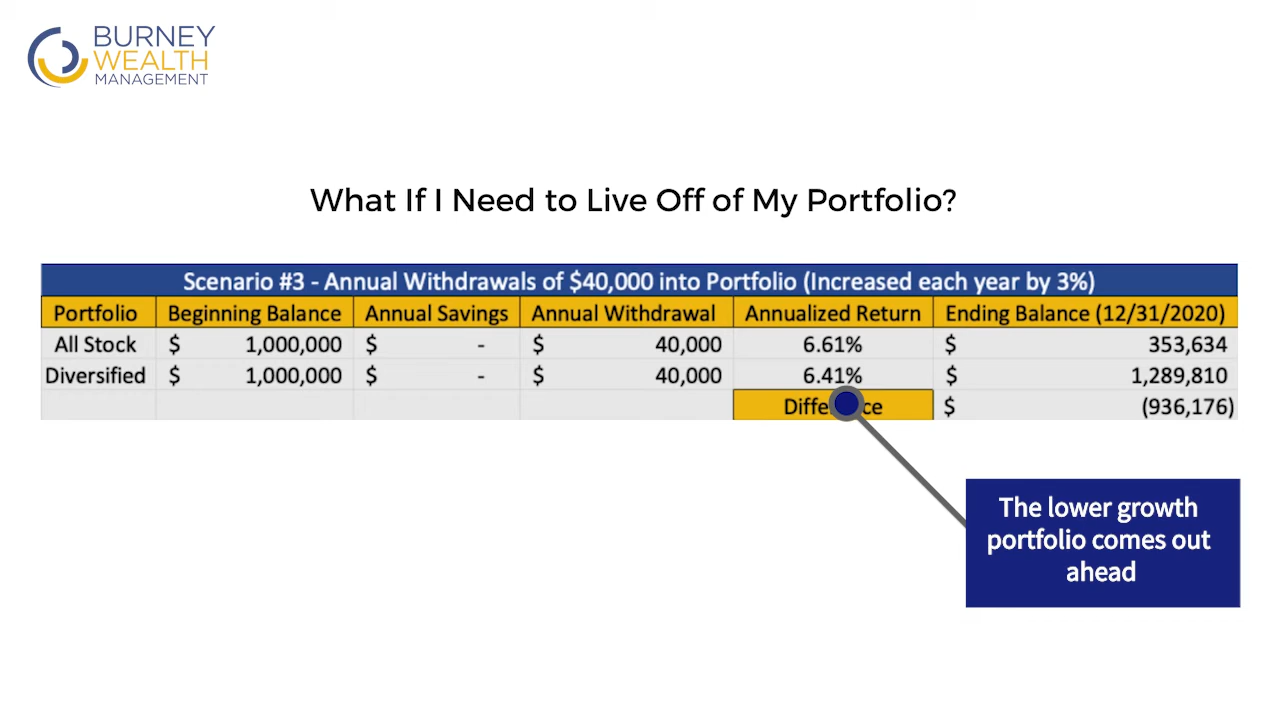 BURNEY
WEALTH
MANAGEMENT
What If I Need to Live Off of My Portfolio?
Scenario #3 - Annual Withdrawals of $40,000 into Portfolio (Increased each year by 3%)
Portfolio Beginning Balance Annual Savings Annual Withdrawal Annualized Return Ending Balance (12/31/2020)
All Stock $ 1,000,000 $ - $ 40,000 6.61% $ 353,634
Diversified $ 1,000,000 $ - $ 40,000 6.41% $ 1,289,810
$ (936,176)
The lower growth
portfolio comes out
ahead